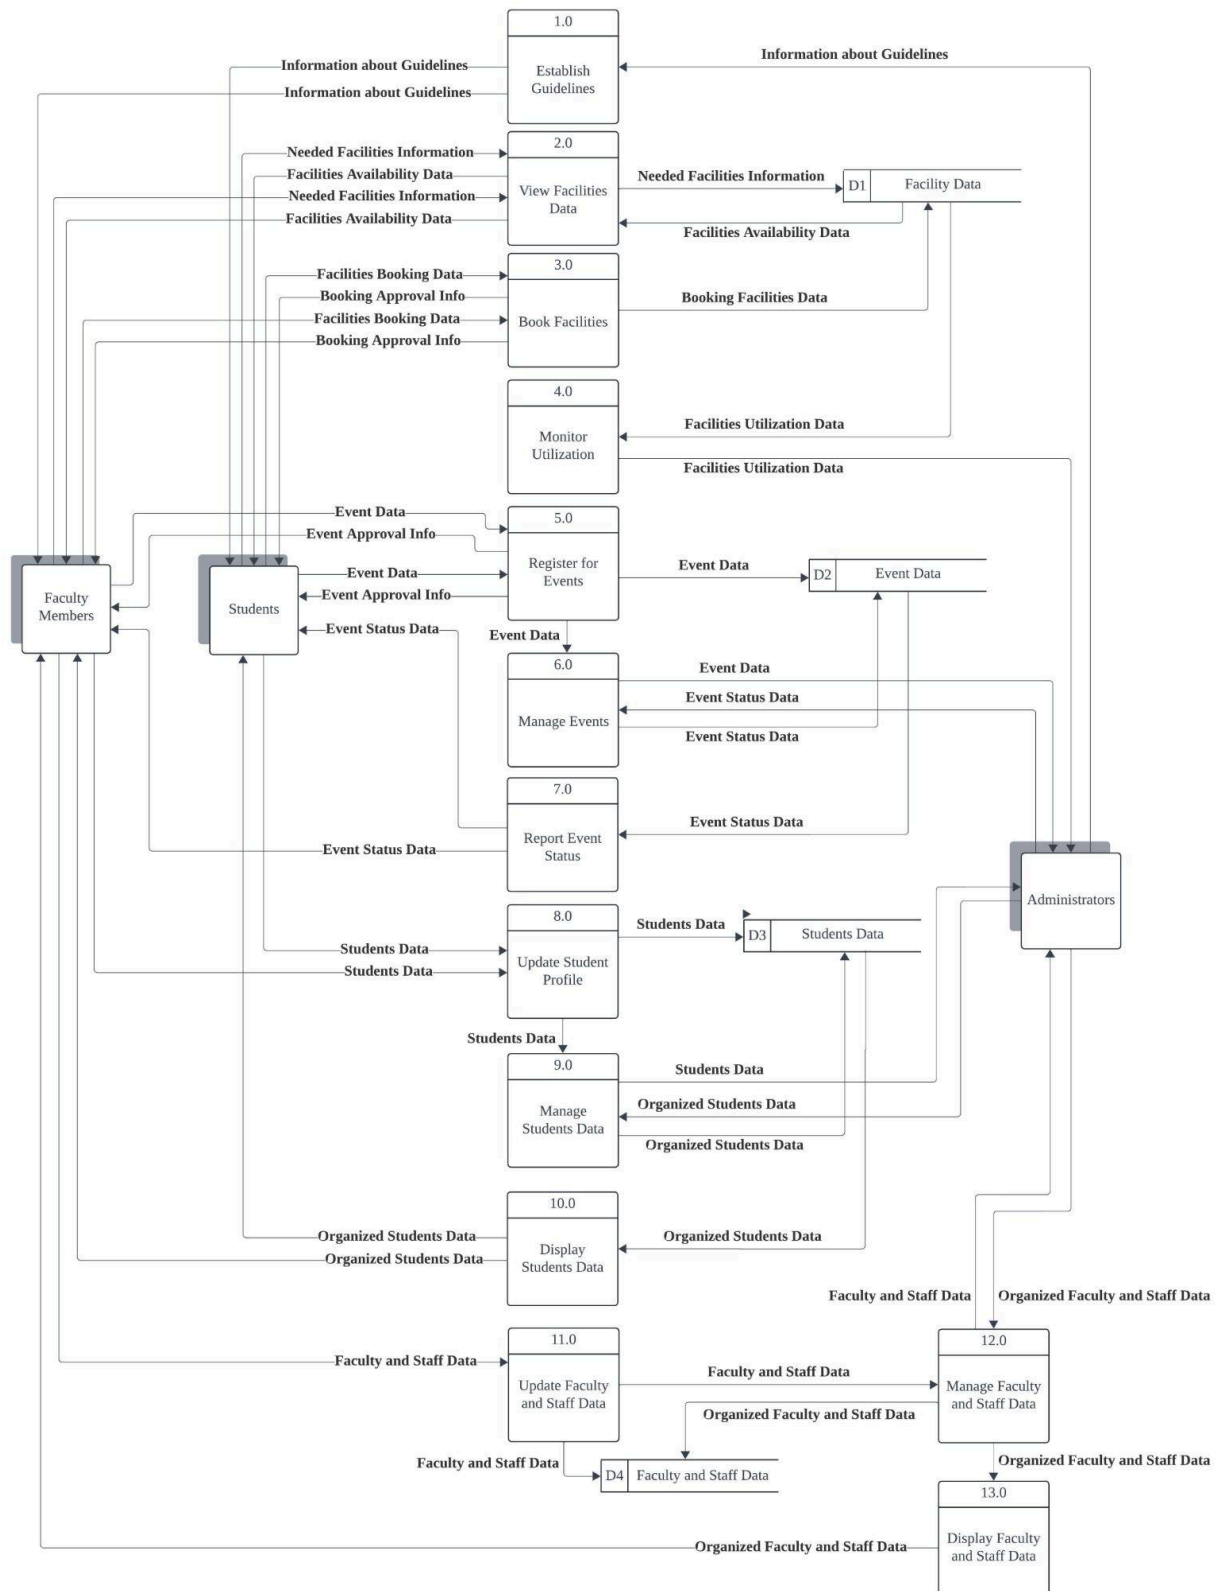 1.0
Information about Guidelines
Information about Guidelines
Establish
Guidelines
Information about Guidelines
2.0
Needed Facilities Information
Facilities Availability Data
Needed Facilities Information
D1
Facility Data
View Facilities
Data
Needed Facilities Information
Facilities Availability Data
Facilities Availability Data
3.0
Facilities Booking Data
Booking Approval Info
Booking Facilities Data
Facilities Booking Data
Book Facilities
Booking Approval Info
4.0
Facilities Utilization Data
Monitor
Utilization
Facilities Utilization Data
Event Data
5.0
Event Approval Info
Register for
Events
Event Data
Event Data
D2
Event Data
Faculty
Members
Students
Event Approval Info
Event Status Data
Event Data
6.0
Event Data
Event Status Data
Manage Events
Event Status Data
7.0
Event Status Data
Report Event
Status
Event Status Data
Administrators
8.0
Students Data
D3
Students Data
Students Data
Update Student
Profile
Students Data
Students Data
9.0
Students Data
Organized Students Data
Manage
Students Data
Organized Students Data
10.0
Organized Students Data
Organized Students Data
Display
Students Data
Organized Students Data
Faculty and Staff Data
Organized Faculty and Staff Data
11.0
12.0
Faculty and Staff Data
Faculty and Staff Data
Update Faculty
and Staff Data
Manage Faculty
and Staff Data
Organized Faculty and Staff Data
Faculty and Staff Data
D4
Faculty and Staff Data
Organized Faculty and Staff Data
13.0
Display Faculty
and Staff Data
Organized Faculty and Staff Data